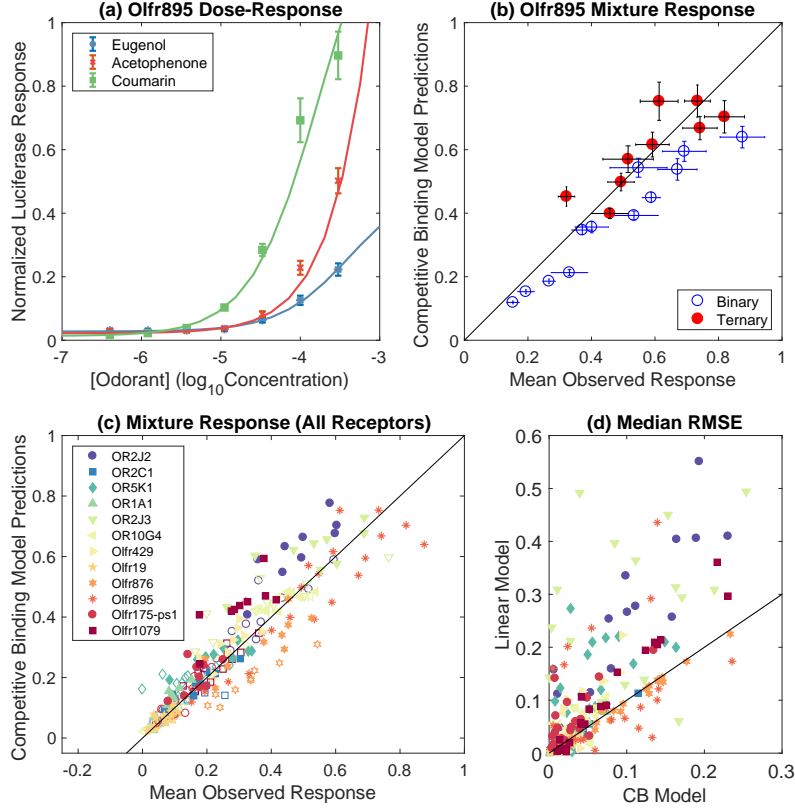 (a) Olfr895 Dose-Response
Normalized Luciferase Response
1
0.8
0.6
0.4
0.2
0
-7
-6
-5
-4
-3
[Odorant] (log10Concentration)
Eugenol
Acetophenone
Coumarin
(b) Olfr895 Mixture Response
Competitive Binding Model Predictions
1
0.8
0.6
0.4
0.2
0
0
0.2
0.4
0.6
0.8
1
Mean Observed Response
Binary
Ternary
(c) Mixture Response (All Receptors)
Competitive Binding Model Predictions
1
0.8
0.6
0.4
0.2
0
-0.2
0
0.2
0.4
0.6
0.8
1
Mean Observed Response
OR2J2
OR2C1
OR5K1
OR1A1
OR2J3
OR10G4
Olfr429
Olfr19
Olfr876
Olfr895
Olfr175-ps1
Olfr1079
(d) Median RMSE
Linear Model
0.6
0.5
0.4
0.3
0.2
0.1
0
0
0.1
0.2
0.3
CB Model